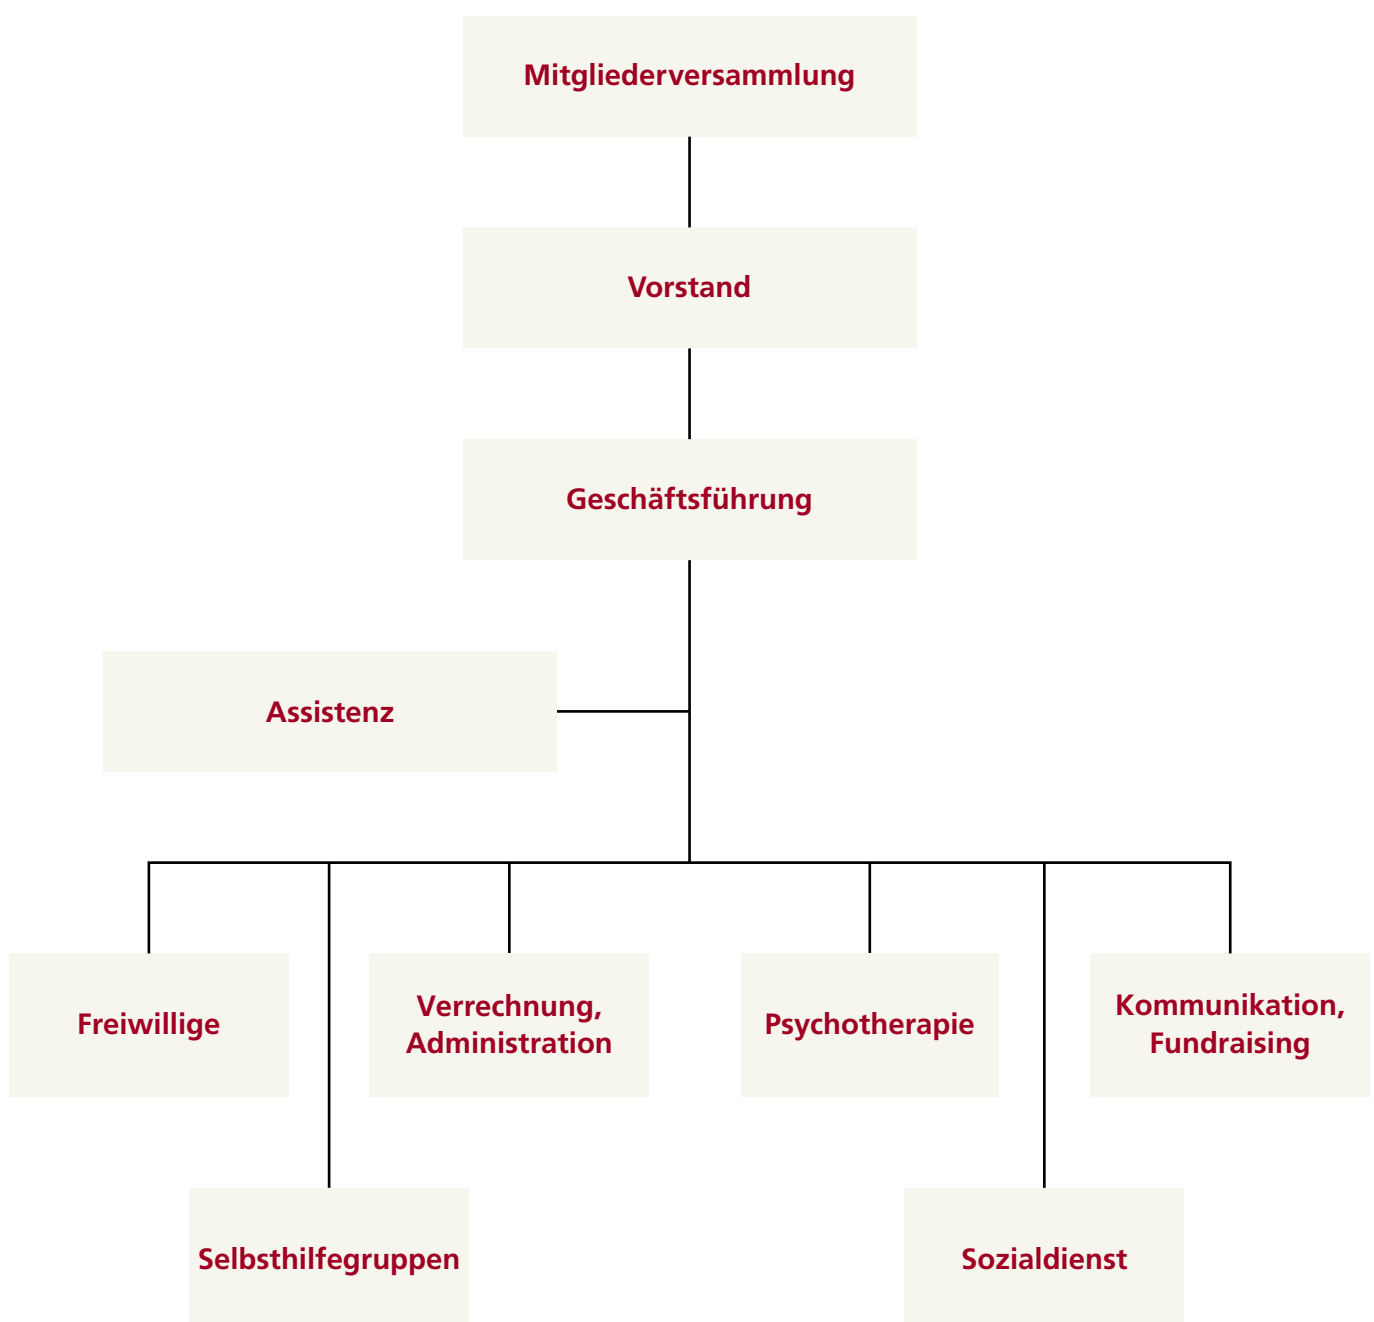 Mitgliederversammlung
Vorstand
Geschäftsführung
Assistenz
Freiwillige
Verrechnung,
Administration
Psychotherapie
Kommunikation,
Fundraising
Selbsthilfegruppen
Sozialdienst